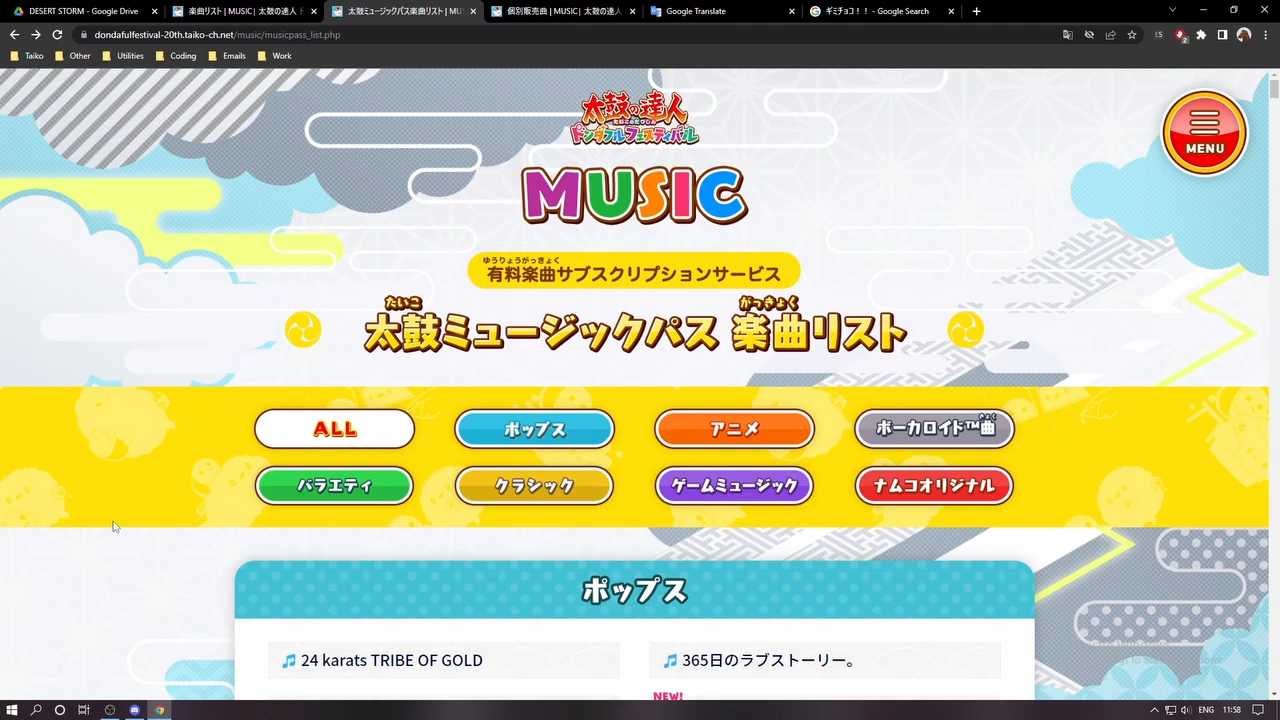 DESERT STORM - Google Drive
楽曲リスト | MUSIC | 太鼓の達人 ド
太鼓ミュージックパス楽曲リスト | MUS
個別販売曲 | MUSIC | 太鼓の達人
Google Translate
ギミチョコ！！ - Google Search
dondafulfestival-20th.taiko-ch.net/music/musicpass_list.php
Taiko
Other
Utilities
Coding
Emails
Work
太鼓の達人
ドンダフルフェスティバル
MUSIC
MENU
ゆうりょうがっきょく
有料楽曲サブスクリプションサービス
たいこ
がっきょく
太鼓ミュージックパス 楽曲リスト
ALL
ポップス
アニメ
ボーカロイド™曲
バラエティ
クラシック
ゲームミュージック
ナムコオリジナル
ポップス
24 karats TRIBE OF GOLD
365日のラブストーリー。
NEW!
ENG
11:58